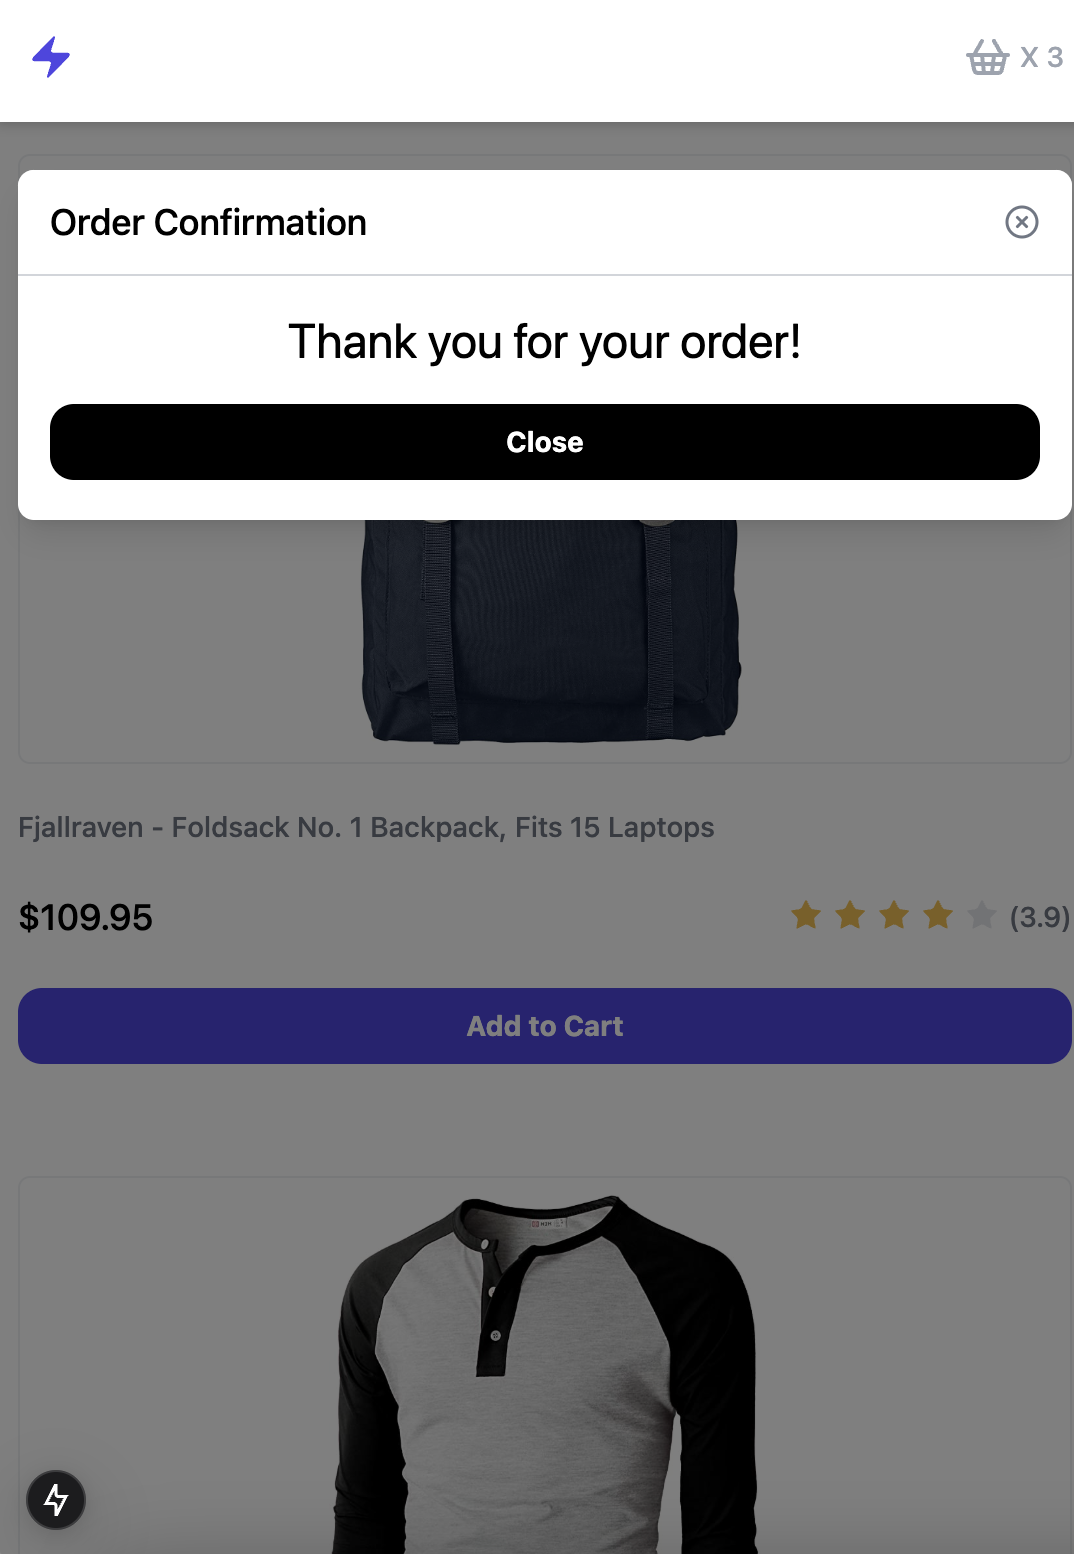 X 3
Order Confirmation
Thank you for your order!
Close
Fjallraven - Foldsack No. 1 Backpack, Fits 15 Laptops
$109.95
(3.9)
Add to Cart